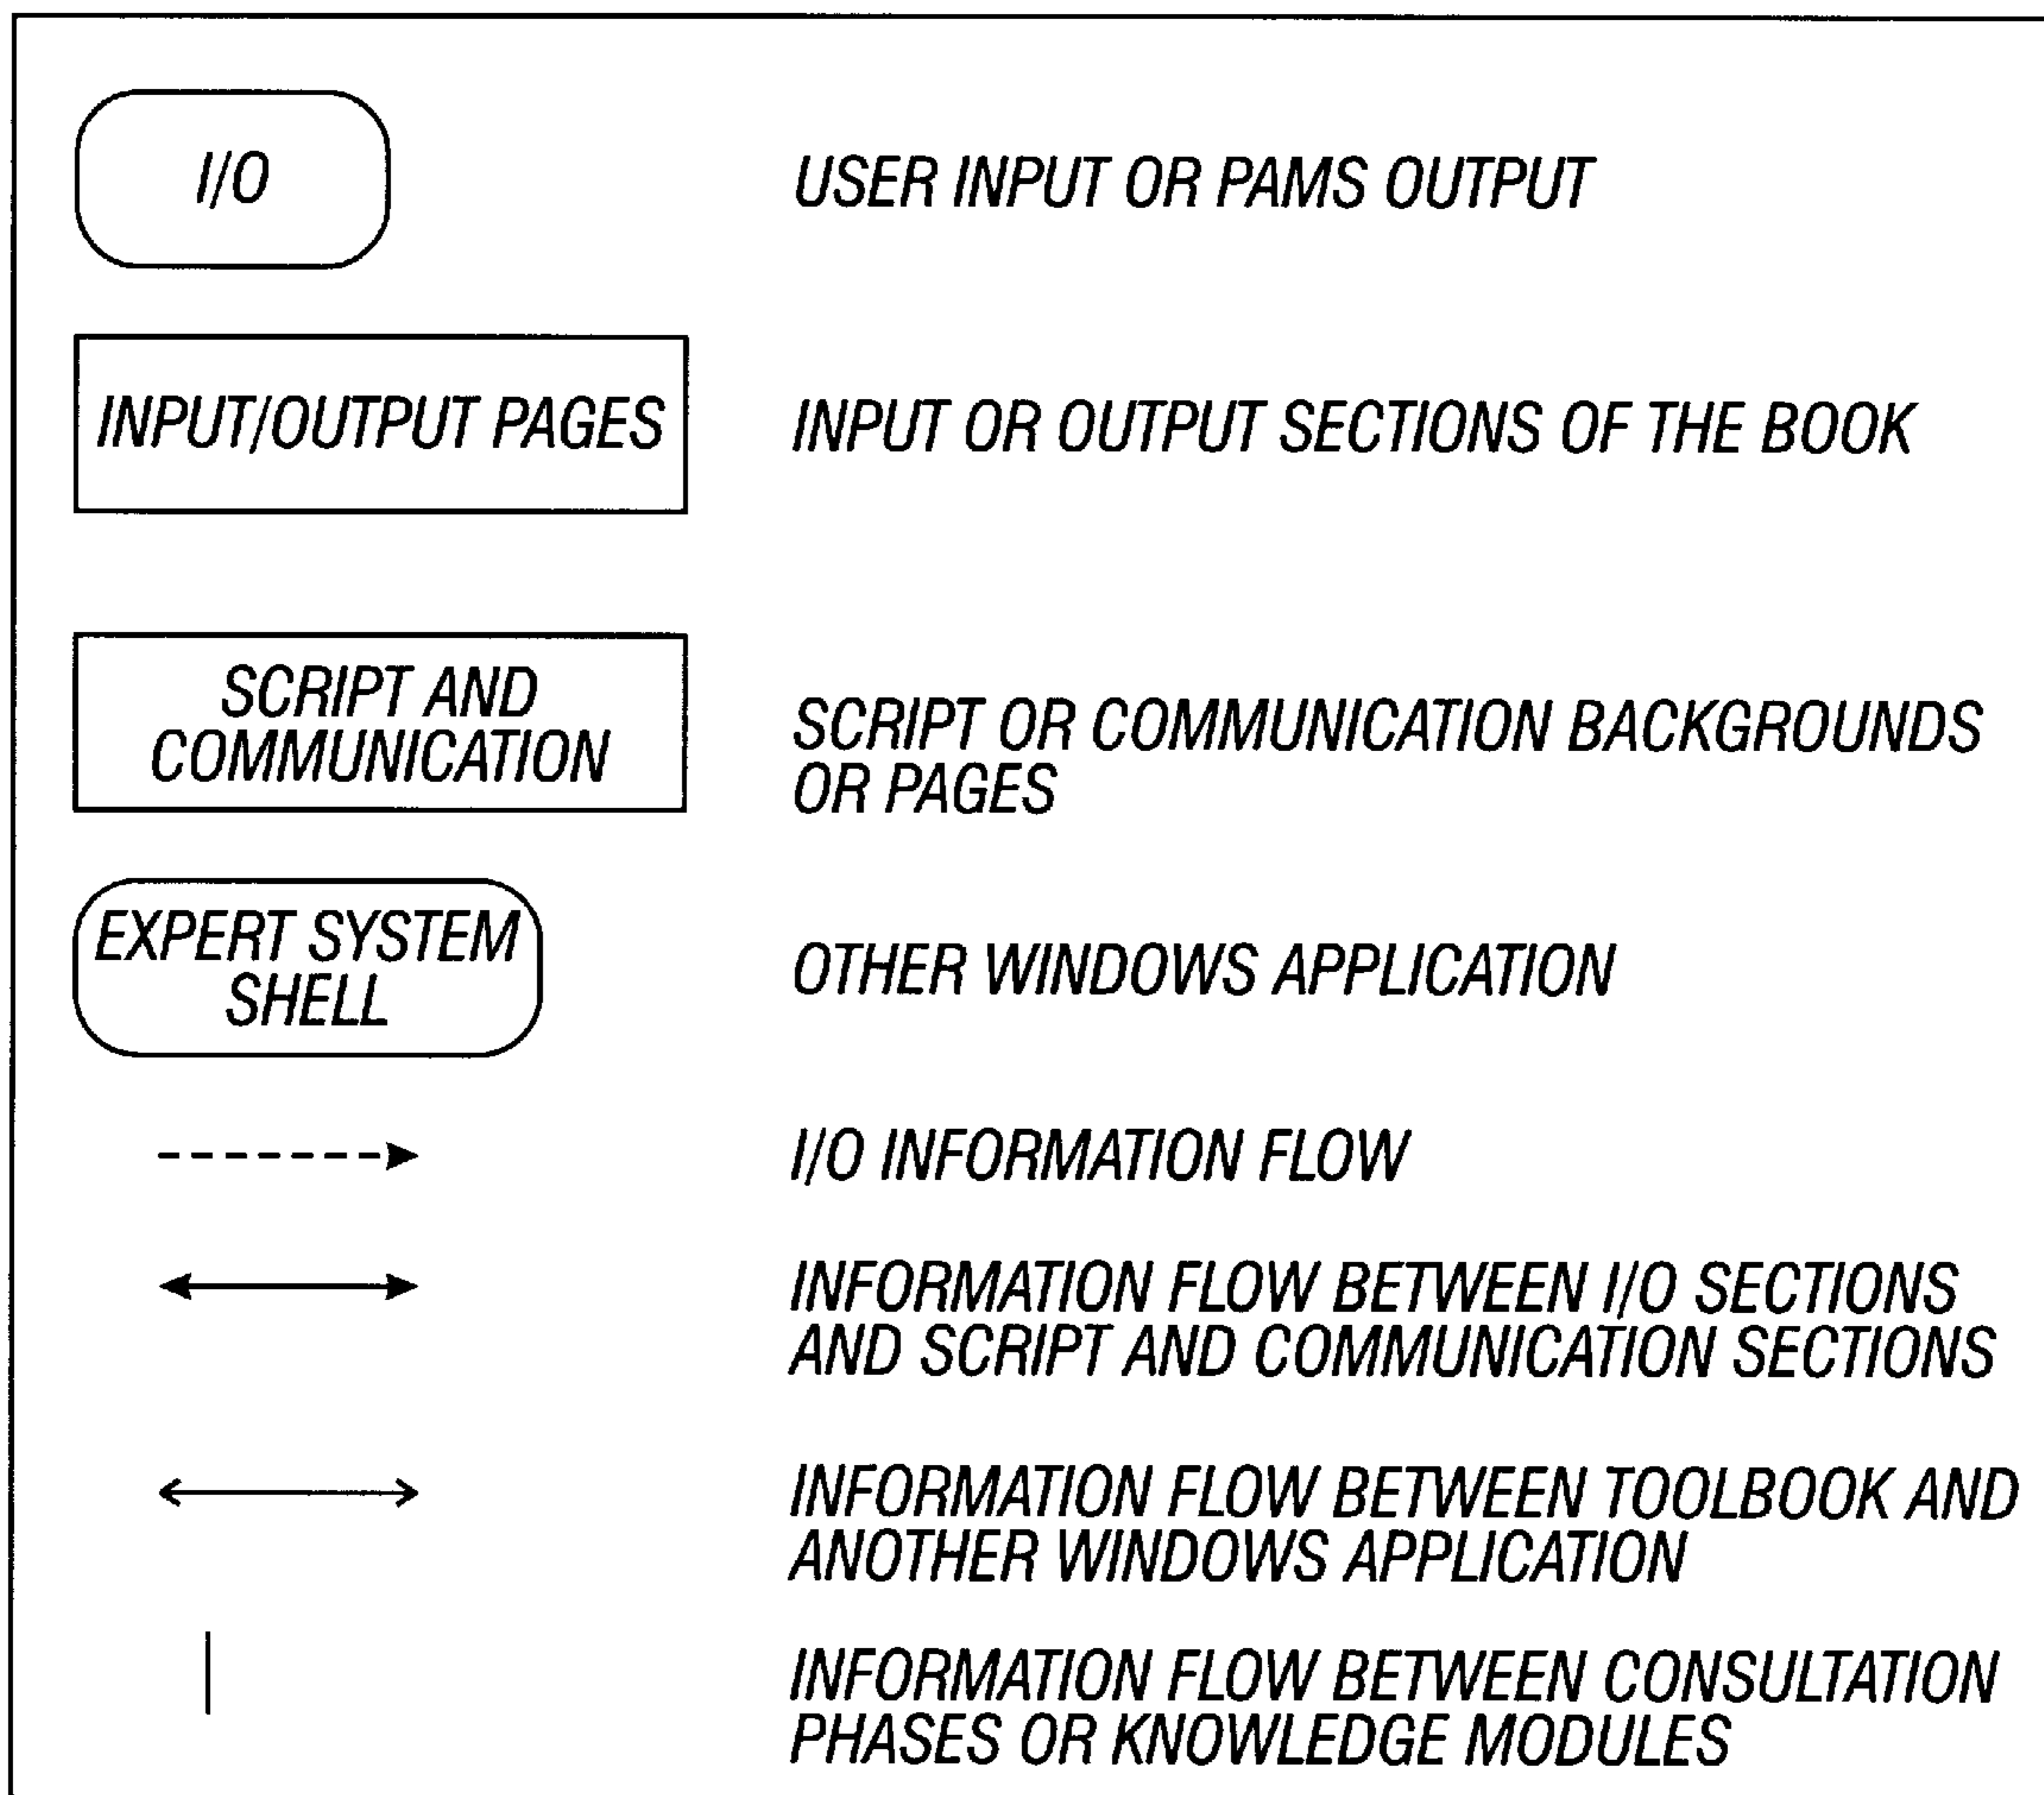 I/O
USER INPUT OR PAMS OUTPUT
INPUT/OUTPUT PAGES
INPUT OR OUTPUT SECTIONS OF THE BOOK
SCRIPT AND
COMMUNICATION
SCRIPT OR COMMUNICATION BACKGROUNDS
OR PAGES
EXPERT SYSTEM
SHELL
OTHER WINDOWS APPLICATION
I/O INFORMATION FLOW
INFORMATION FLOW BETWEEN I/O SECTIONS
AND SCRIPT AND COMMUNICATION SECTIONS
INFORMATION FLOW BETWEEN TOOLBOOK AND
ANOTHER WINDOWS APPLICATION
INFORMATION FLOW BETWEEN CONSULTATION
PHASES OR KNOWLEDGE MODULES